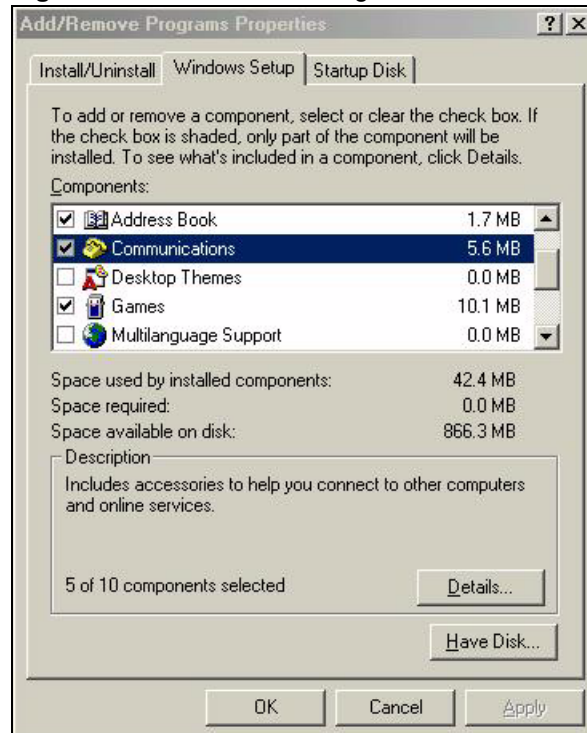 Add/Remove Programs Properties
Install/Uninstall Windows Setup Startup Disk
To add or remove a component, select or clear the check box. If
the check box is shaded, only part of the component will be
installed. To see what's included in a component, click Details.
Components:
Address Book 1.7 MB
Communications 5.6 MB
Desktop Themes 0.0 MB
Games 10.1 MB
Multilanguage Support 0.0 MB
Space used by installed components: 42.4 MB
Space required: 0.0 MB
Space available on disk: 866.3 MB
Description
Includes accessories to help you connect to other computers
and online services.
5 of 10 components selected
Details...
Have Disk...
OK Cancel Apply